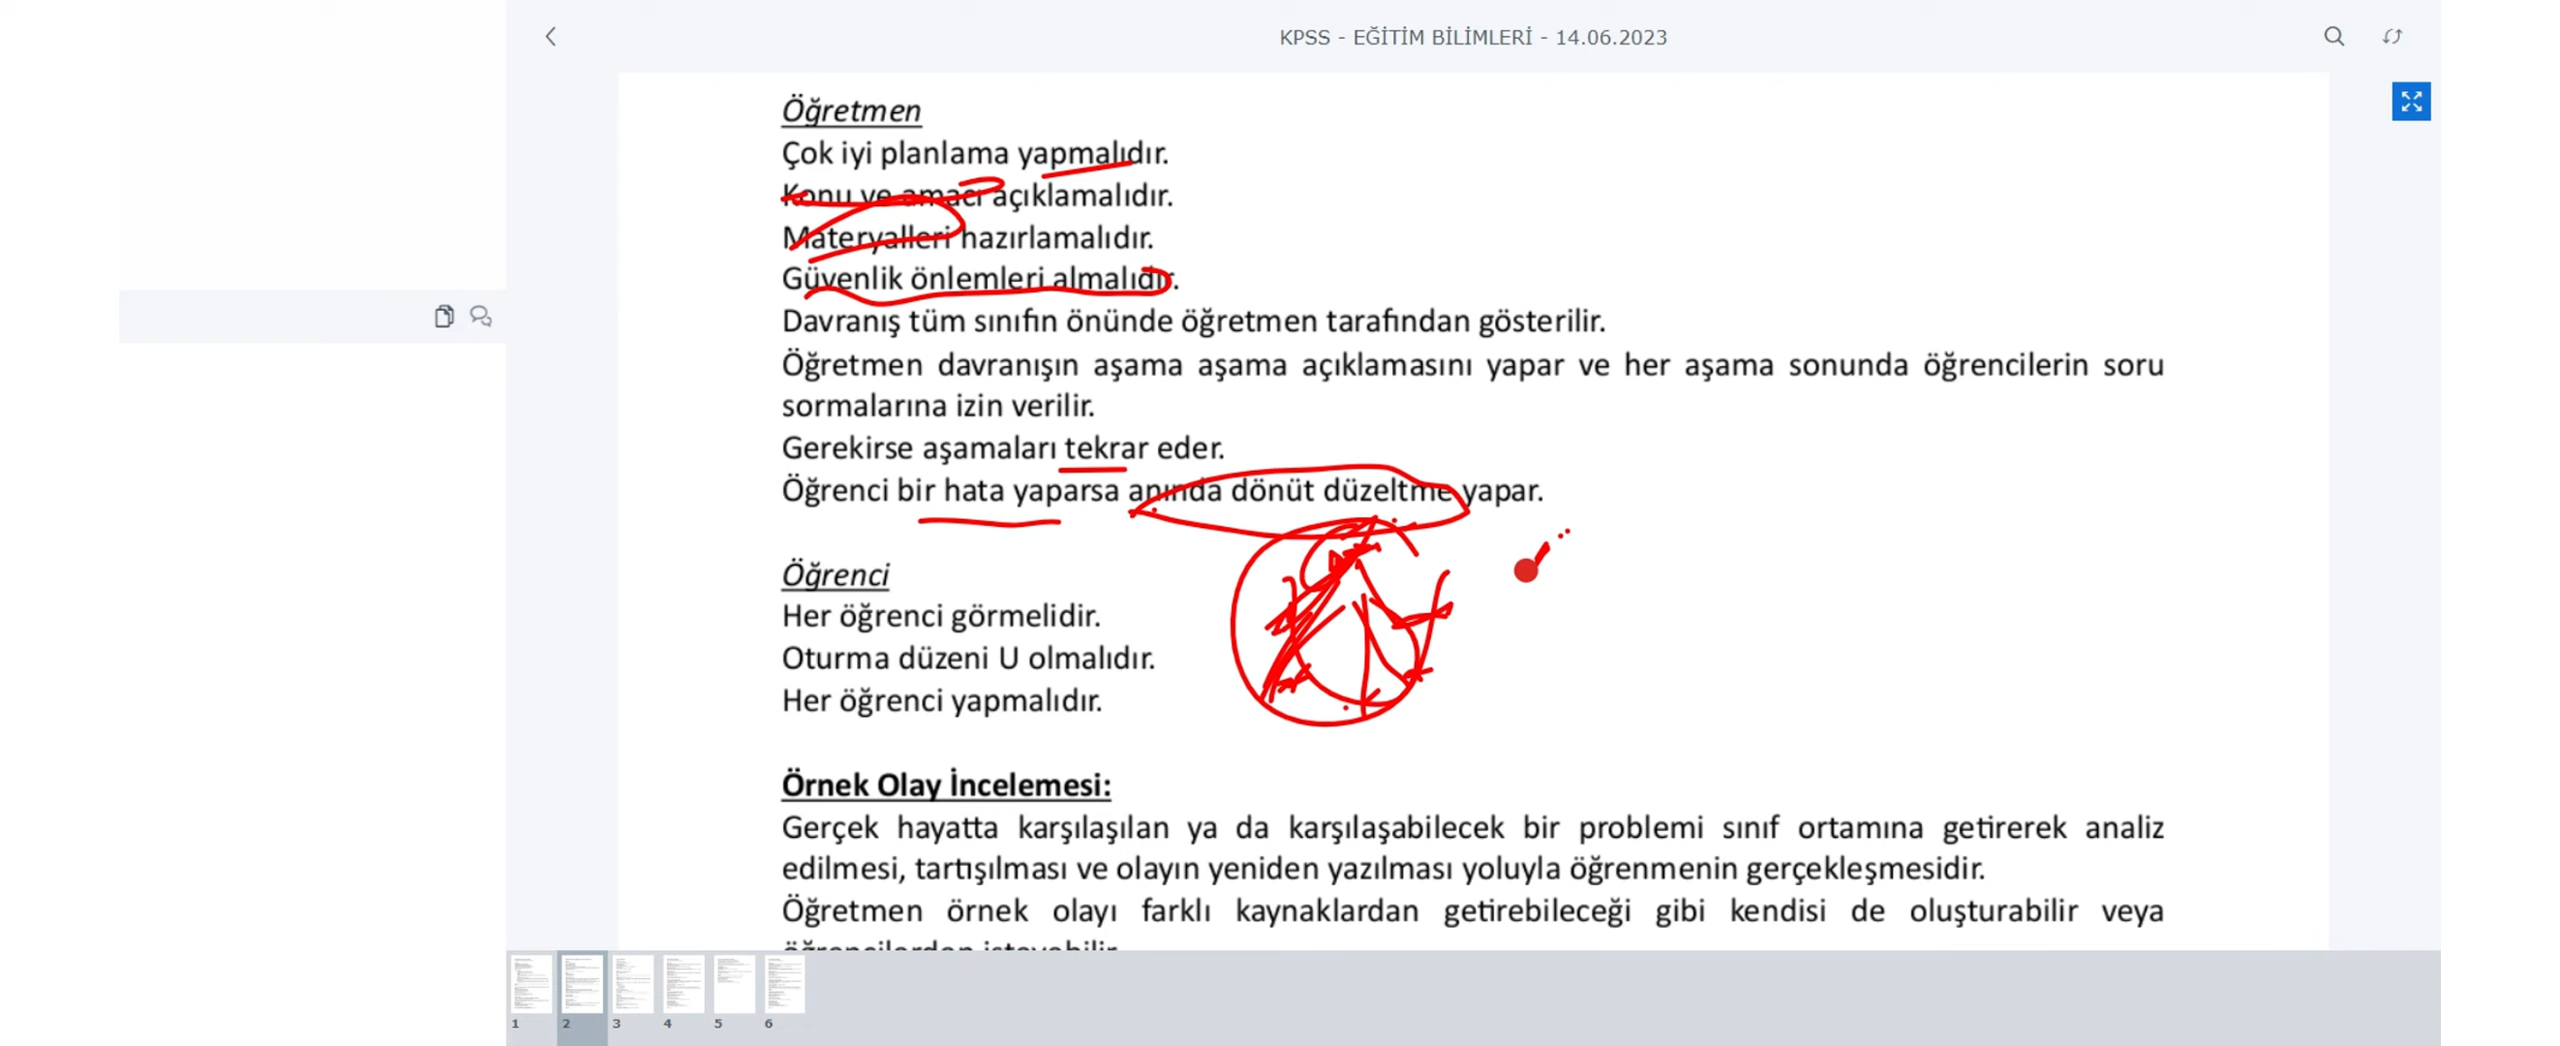 KPSS - EĞİTİM BİLİMLERİ - 14.06.2023
Öğretmen
Çok iyi planlama yapmalıdır.
Konu ve amacı açıklamalıdır.
Materyalleri hazırlamalıdır.
Güvenlik önlemleri almalıdır.
Davranış tüm sınıfın önünde öğretmen tarafından gösterilir.
Öğretmen davranışın aşama aşama açıklamasını yapar ve her aşama sonunda öğrencilerin soru
sormalarına izin verilir.
Gerekirse aşamaları tekrar eder.
Öğrenci bir hata yaparsa anında dönüt düzeltme yapar.
Öğrenci
Her öğrenci görmelidir.
Oturma düzeni U olmalıdır.
Her öğrenci yapmalıdır.
Örnek Olay İncelemesi:
Gerçek hayatta karşılaşılan ya da karşılaşabilecek bir problemi sınıf ortamına getirerek analiz
edilmesi, tartışılması ve olayın yeniden yazılması yoluyla öğrenmenin gerçekleşmesidir.
Öğretmen örnek olayı farklı kaynaklardan getirebileceği gibi kendisi de oluşturabilir veya
öğrencilerden isteyebilir.
1 2 3 4 5 6